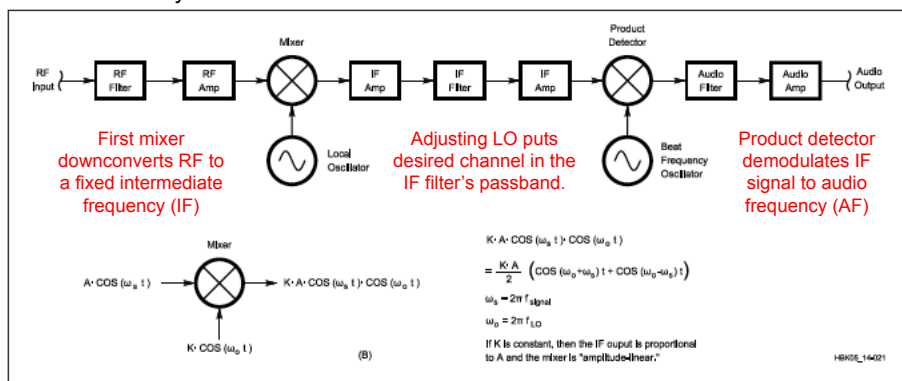 Mixer
Product
Detector
RF
Input
RF
Filter
RF
Amp
IF
Amp
IF
Filter
IF
Amp
Audio
Filter
Audio
Amp
Audio
Output
Local
Oscillator
Beat
Frequency
Oscillator
First mixer
downconverts RF to
a fixed intermediate
frequency (IF)
Adjusting LO puts
desired channel in the
IF filter's passband.
Product detector
demodulates IF
signal to audio
frequency (AF)
Mixer
A· COS (ωs t)
K· A· COS (ωs t)· COS (ωo t)
K· COS (ωo t)
(B)
K· A· COS (ωs t)· COS (ωo t)
= K· A / 2 (COS (ωo+ωs) t + COS (ωo-ωs) t)
ωs = 2π fsignal
ωo = 2π fLO
If K is constant, then the IF ouput is proportional
to A and the mixer is "amplitude-linear."
HBK05_14-021